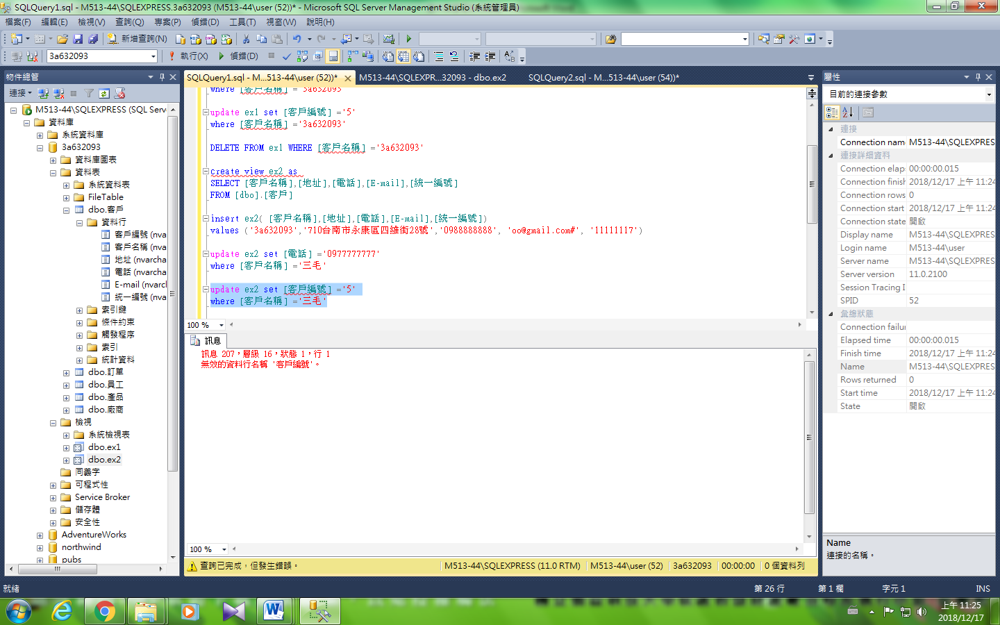 SQLQuery1.sql - M513-44\SQLEXPRESS.3a632093 (M513-44\user (52))* - Microsoft SQL Server Management Studio (系統管理員)
檔案(F) 編輯(E) 檢視(V) 查詢(Q) 專案(P) 偵錯(D) 工具(T) 視窗(W) 說明(H)
新增查詢(N)
3a632093 執行(X) 偵錯(D)
物件總管
連接
M513-44\SQLEXPRESS (SQL Serv
資料庫
系統資料庫
3a632093
資料庫圖表
資料表
系統資料表
FileTable
dbo.客戶
資料行
客戶編號 (nva
客戶名稱 (nva
地址 (nvarcha
電話 (nvarcha
E-mail (nvarcl
統一編號 (nva
索引鍵
條件約束
觸發程序
索引
統計資料
dbo.訂單
dbo.員工
dbo.產品
dbo.廠商
檢視
系統檢視表
dbo.ex1
dbo.ex2
同義字
可程式性
Service Broker
儲存體
安全性
AdventureWorks
northwind
pubs
SQLQuery1.sql - M...513-44\user (52))* M513-44\SQLEXPR...32093 - dbo.ex2 SQLQuery2.sql - M...513-44\user (54))*
where [客戶名稱] ='3a632093'
update ex1 set [客戶編號] ='5'
where [客戶名稱] ='3a632093'
DELETE FROM ex1 WHERE [客戶名稱] ='3a632093'
create view ex2 as
SELECT [客戶名稱],[地址],[電話],[E-mail],[統一編號]
FROM [dbo].[客戶]
insert ex2( [客戶名稱],[地址],[電話],[E-mail],[統一編號])
values ('3a632093','710台南市永康區四維街28號','0988888888', 'oo@gmail.com#', '11111117')
update ex2 set [電話] ='0977777777'
where [客戶名稱] ='三毛'
update ex2 set [客戶編號] ='5'
where [客戶名稱] ='三毛'
100 %
訊息
訊息 207，層級 16，狀態 1，行 1
無效的資料行名稱 '客戶編號'。
100 %
查詢已完成，但發生錯誤。 M513-44\SQLEXPRESS (11.0 RTM) M513-44\user (52) 3a632093 00:00:00 0 個資料列
屬性
目前的連接參數
連接
Connection name M513-44\SQLEXPRES
連接詳細資料
Connection elap 00:00:00.015
Connection finish 2018/12/17 上午 11:24
Connection rows 0
Connection start 2018/12/17 上午 11:24
Connection state 開啟
Display name M513-44\SQLEXPRES
Login name M513-44\user
Server name M513-44\SQLEXPRES
Server version 11.0.2100
Session Tracing I
SPID 52
彙總狀態
Connection failur
Elapsed time 00:00:00.015
Finish time 2018/12/17 上午 11:24
Name M513-44\SQLEXPRES
Rows returned 0
Start time 2018/12/17 上午 11:24
State 開啟
Name
連接的名稱。
就緒 第 26 行 第 1 欄 字元 1 INS
上午 11:25
2018/12/17